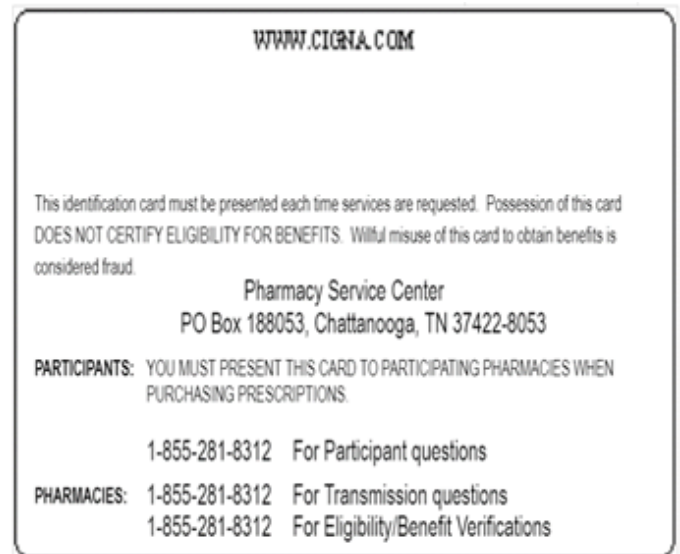 WWW.CIGNA.COM
This identification card must be presented each time services are requested. Possession of this card
DOES NOT CERTIFY ELIGIBILITY FOR BENEFITS. Willful misuse of this card to obtain benefits is
considered fraud.
Pharmacy Service Center
PO Box 188053, Chattanooga, TN 37422-8053
PARTICIPANTS: YOU MUST PRESENT THIS CARD TO PARTICIPATING PHARMACIES WHEN
PURCHASING PRESCRIPTIONS.
1-855-281-8312 For Participant questions
PHARMACIES: 1-855-281-8312 For Transmission questions
1-855-281-8312 For Eligibility/Benefit Verifications